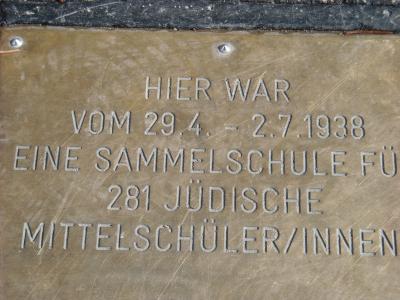 HIER WAR
VOM 29.4. - 2.7.1938
EINE SAMMELSCHULE FÜ
281 JÜDISCHE
MITTELSCHÜLER/INNEN